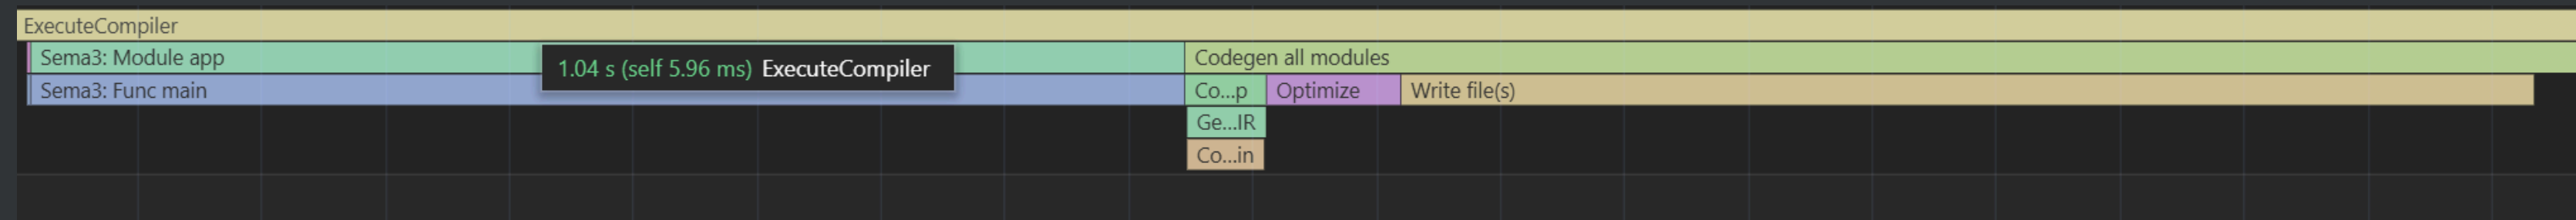 ExecuteCompiler
Sema3: Module app
1.04 s (self 5.96 ms) ExecuteCompiler
Codegen all modules
Sema3: Func main
Co...p
Optimize
Write file(s)
Ge...IR
Co...in